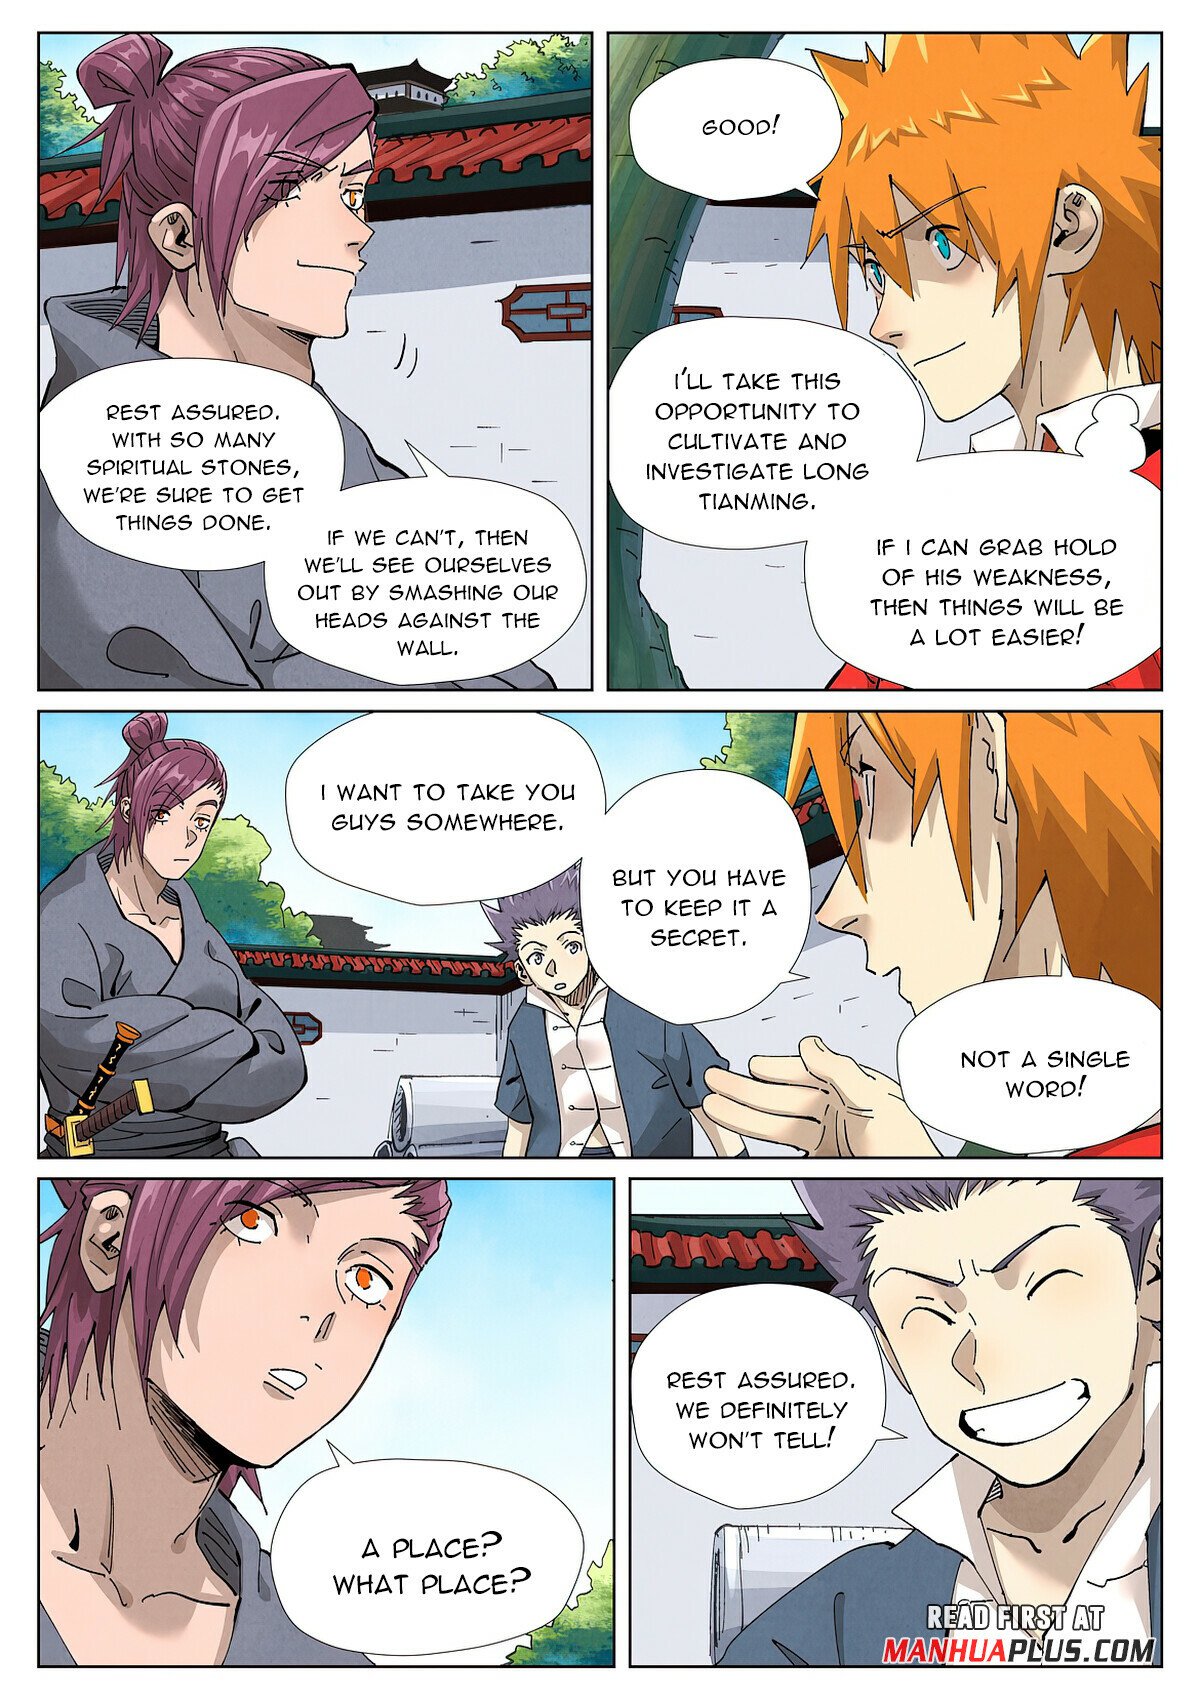 REST ASSURED.
WITH SO MANY
SPIRITUAL STONES,
WE'RE SURE TO GET
THINGS DONE.
IF WE CAN'T, THEN
WE'LL SEE OURSELVES
OUT BY SMASHING OUR
HEADS AGAINST THE
WALL.
GOOD!
I'LL TAKE THIS
OPPORTUNITY TO
CULTIVATE AND
INVESTIGATE LONG
TIANMING.
IF I CAN GRAB HOLD
OF HIS WEAKNESS,
THEN THINGS WILL BE
A LOT EASIER!
I WANT TO TAKE YOU
GUYS SOMEWHERE.
BUT YOU HAVE
TO KEEP IT A
SECRET.
NOT A SINGLE
WORD!
A PLACE?
WHAT PLACE?
REST ASSURED.
WE DEFINITELY
WON'T TELL!
READ FIRST AT
MANHUAPLUS.COM